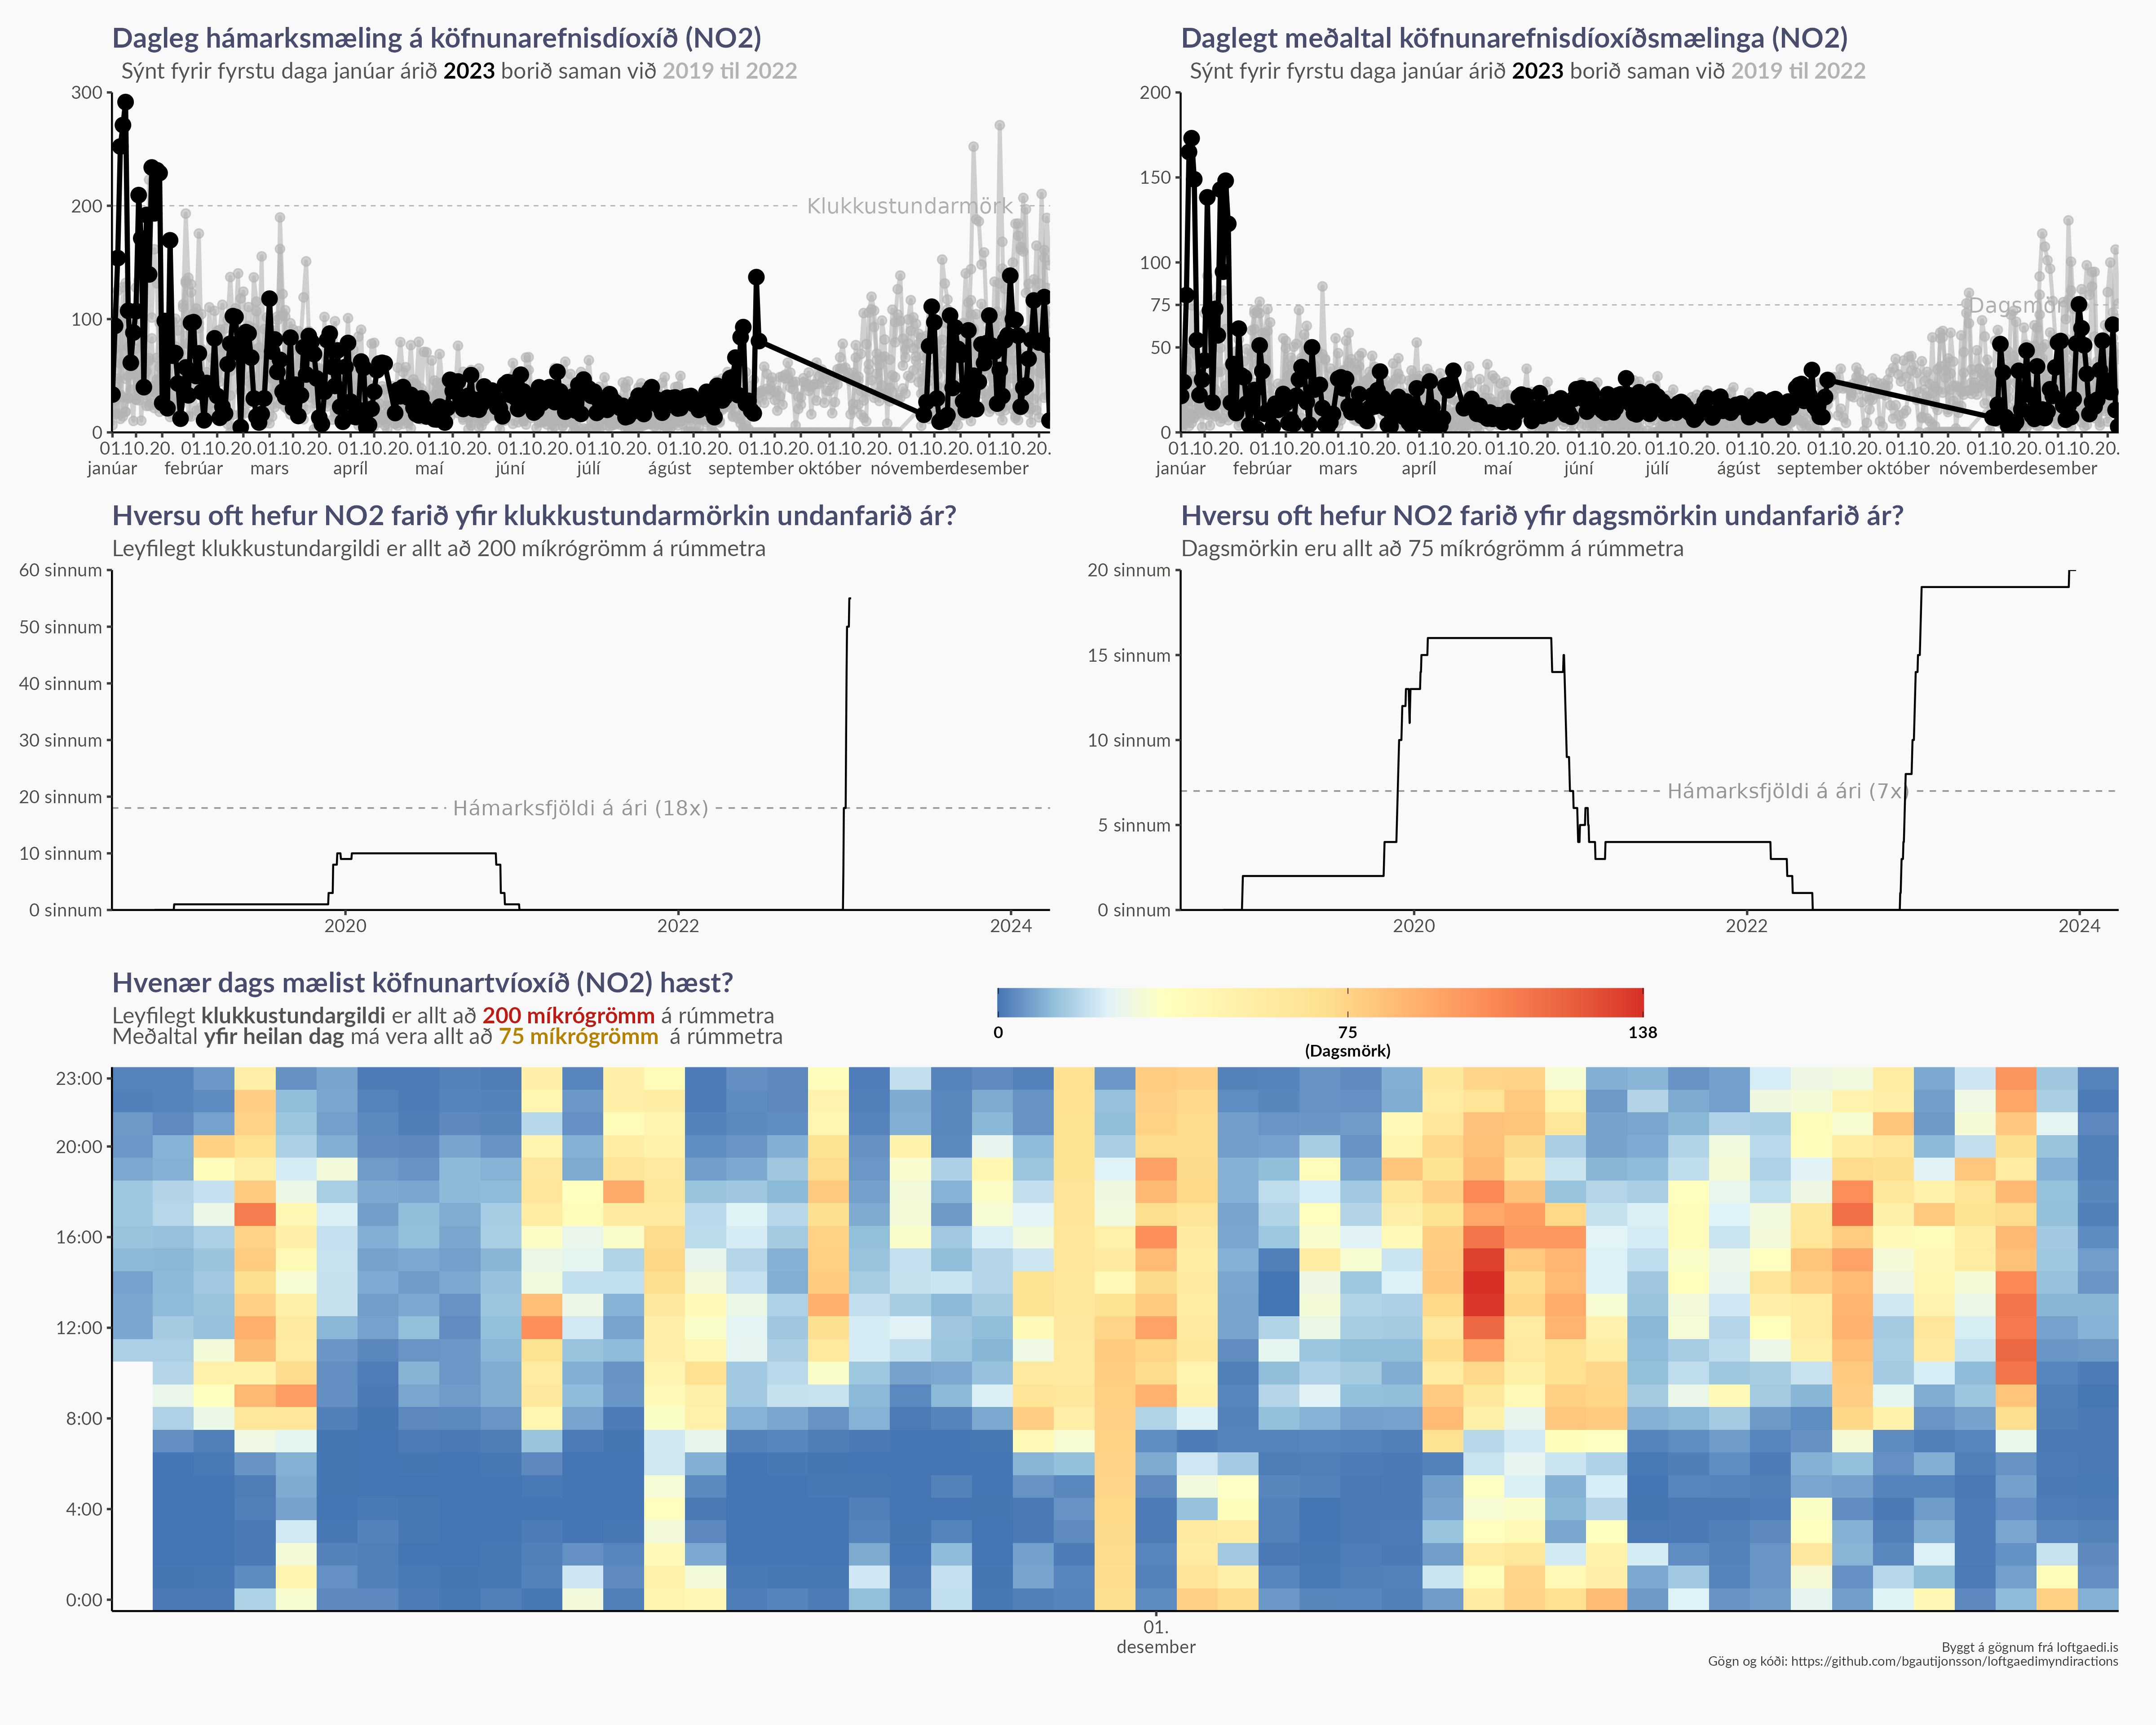 Dagleg hámarksmæling á köfnunarefnisdíoxíð (NO2)
Sýnt fyrir fyrstu daga janúar árið 2023 borið saman við 2019 til 2022
300
200
100
0
Klukkustundarmörk
01.10.20. 01.10.20. 01.10.20. 01.10.20. 01.10.20. 01.10.20. 01.10.20. 01.10.20. 01.10.20. 01.10.20. 01.10.20. 01.10.20.
janúar febrúar mars apríl maí júní júlí ágúst september október nóvember desember
Daglegt meðaltal köfnunarefnisdíoxíðsmælinga (NO2)
Sýnt fyrir fyrstu daga janúar árið 2023 borið saman við 2019 til 2022
200
150
100
75
50
0
Dagsmörk
01.10.20. 01.10.20. 01.10.20. 01.10.20. 01.10.20. 01.10.20. 01.10.20. 01.10.20. 01.10.20. 01.10.20. 01.10.20. 01.10.20.
janúar febrúar mars apríl maí júní júlí ágúst september október nóvember desember
Hversu oft hefur NO2 farið yfir klukkustundarmörkin undanfarið ár?
Leyfilegt klukkustundargildi er allt að 200 míkrógrömm á rúmmetra
60 sinnum
50 sinnum
40 sinnum
30 sinnum
20 sinnum
10 sinnum
0 sinnum
Hámarksfjöldi á ári (18x)
2020 2022 2024
Hversu oft hefur NO2 farið yfir dagsmörkin undanfarið ár?
Dagsmörkin eru allt að 75 míkrógrömm á rúmmetra
20 sinnum
15 sinnum
10 sinnum
5 sinnum
0 sinnum
Hámarksfjöldi á ári (7x)
2020 2022 2024
Hvenær dags mælist köfnunartvíoxíð (NO2) hæst?
Leyfilegt klukkustundargildi er allt að 200 míkrógrömm á rúmmetra
Meðaltal yfir heilan dag má vera allt að 75 míkrógrömm á rúmmetra
0 75 138
(Dagsmörk)
23:00
20:00
16:00
12:00
8:00
4:00
0:00
01.
desember
Byggt á gögnum frá loftgaedi.is
Gögn og kóði: https://github.com/bgautijonsson/loftgaedimyndiractions